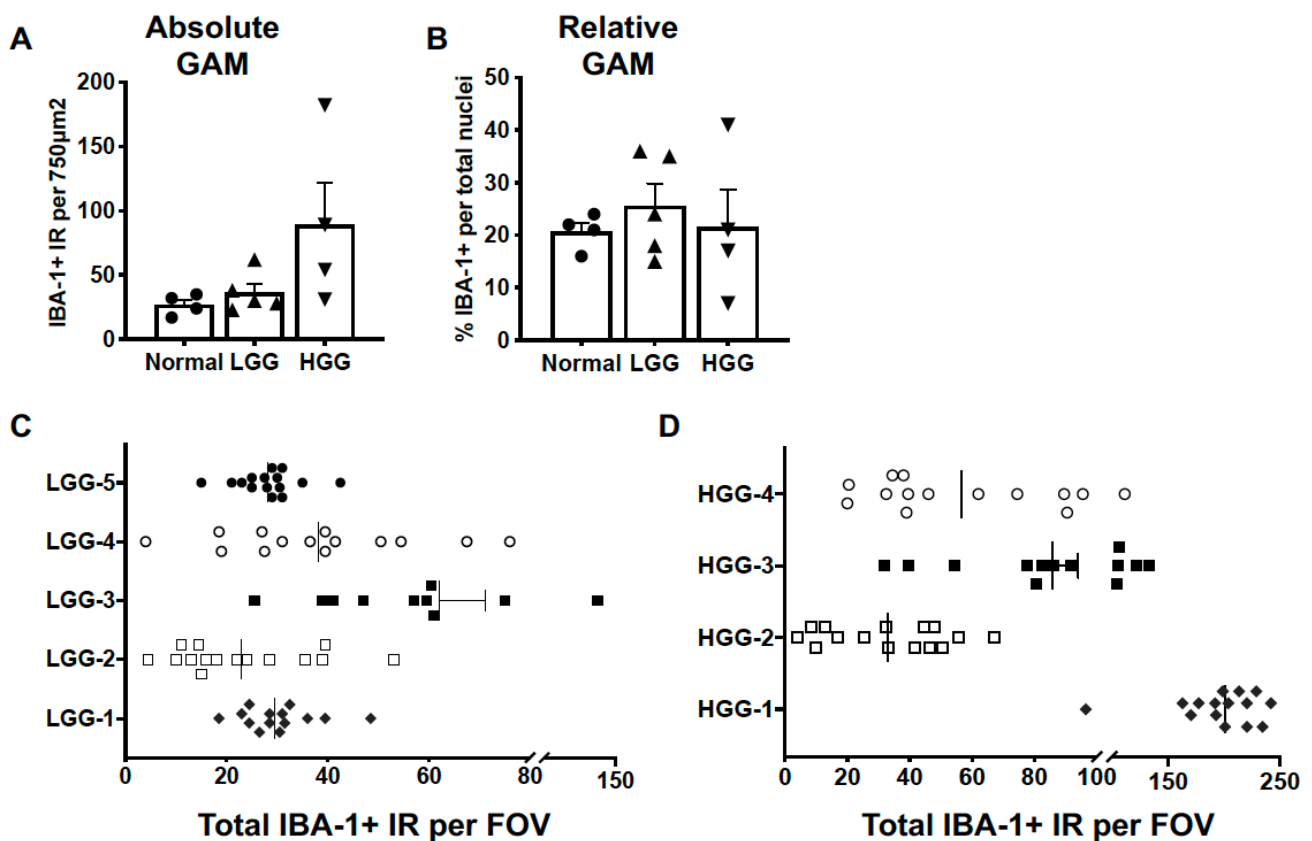 A
Absolute
GAM
IBA-1+ IR per 750µm2
200
150
100
50
0
Normal LGG HGG
B
Relative
GAM
% IBA-1+ per total nuclei
50
40
30
20
10
0
Normal LGG HGG
C
LGG-5
LGG-4
LGG-3
LGG-2
LGG-1
0 20 40 60 80 150
Total IBA-1+ IR per FOV
D
HGG-4
HGG-3
HGG-2
HGG-1
0 20 40 60 80 100 150 250
Total IBA-1+ IR per FOV